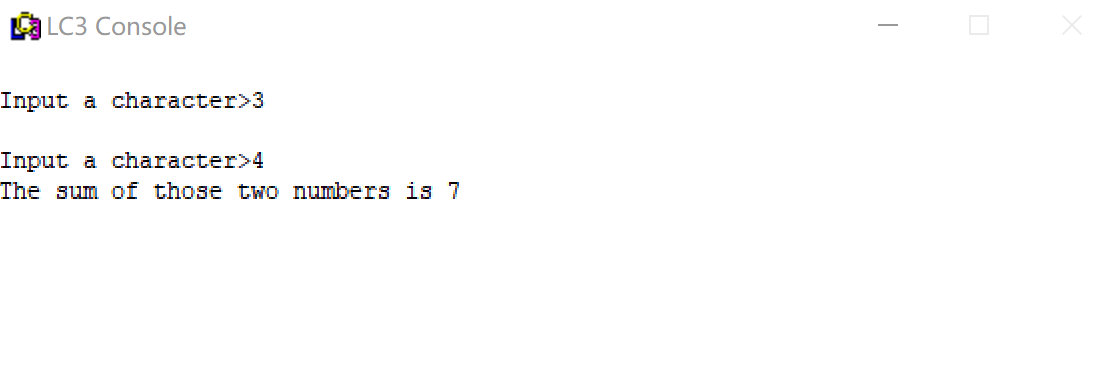 LC3 Console
Input a character>3
Input a character>4
The sum of those two numbers is 7